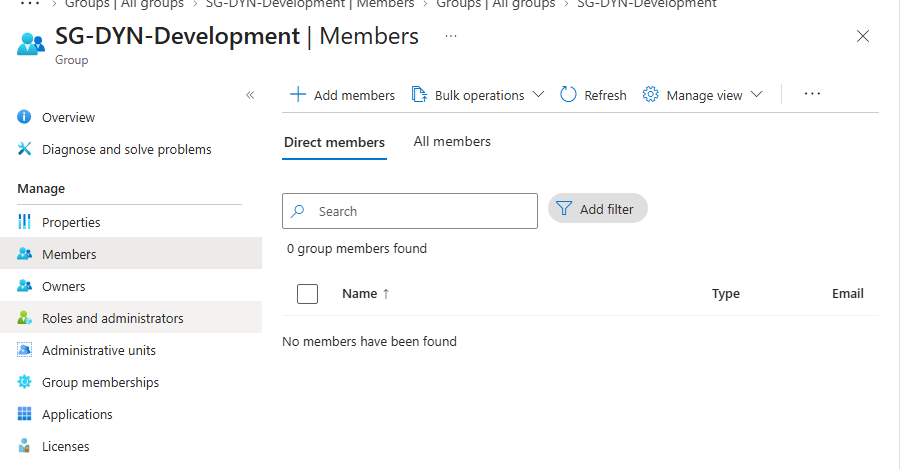 ··· › Groups | All groups › SG-DYN-Development | Members › Groups | All groups › SG-DYN-Development
SG-DYN-Development | Members ···
Group
«
Add members Bulk operations Refresh Manage view ···
Overview
Diagnose and solve problems
Manage
Properties
Members
Owners
Roles and administrators
Administrative units
Group memberships
Applications
Licenses
Direct members All members
Search Add filter
0 group members found
Name ↑ Type Email
No members have been found